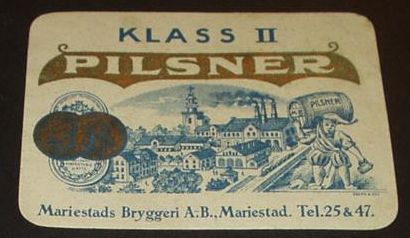 KLASS II
PILSNER
PILSNER
Mariestads Bryggeri A.B., Mariestad. Tel. 25 & 47.